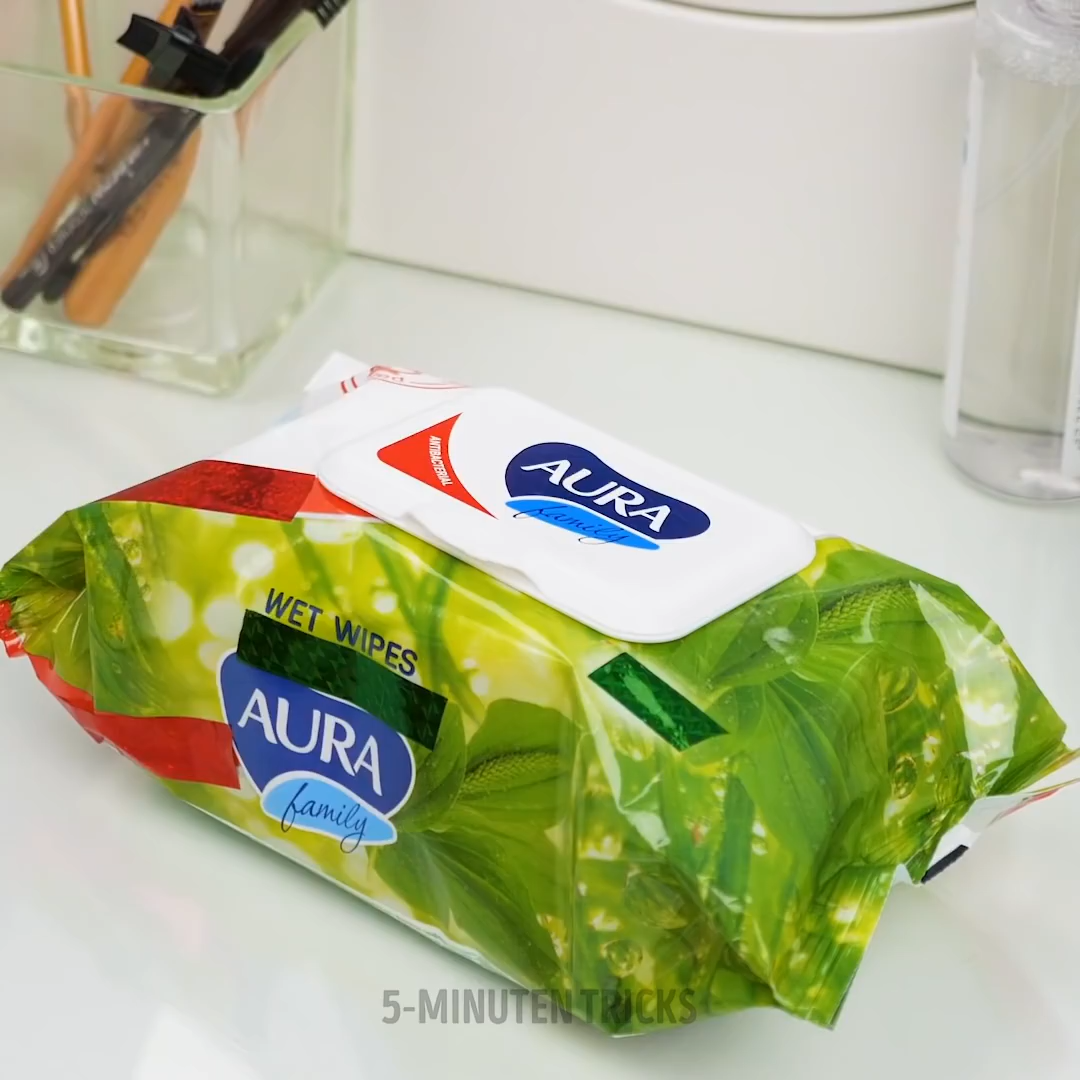 ANTIBACTERIAL
AURA
family
WET WIPES
AURA
family
5-MINUTEN TRICKS